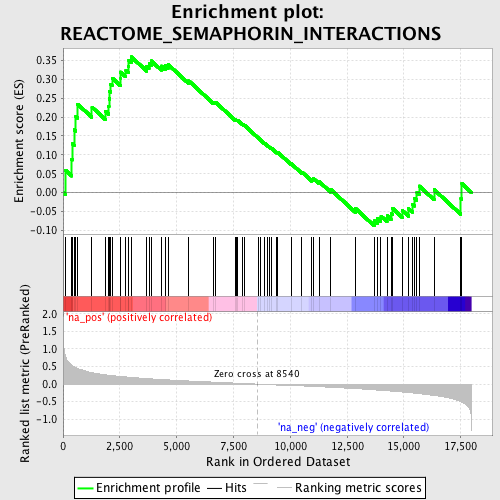 Enrichment plot:
REACTOME_SEMAPHORIN_INTERACTIONS
Enrichment score (ES)
0.35
0.30
0.25
0.20
0.15
0.10
0.05
0.00
-0.05
-0.10
'na_pos' (positively correlated)
Ranked list metric (PreRanked)
2.0
1.5
1.0
0.5
0.0
-0.5
-1.0
Zero cross at 8540
'na_neg' (negatively correlated)
0
2,500
5,000
7,500
10,000
12,500
15,000
17,500
Rank in Ordered Dataset
Enrichment profile
Hits
Ranking metric scores